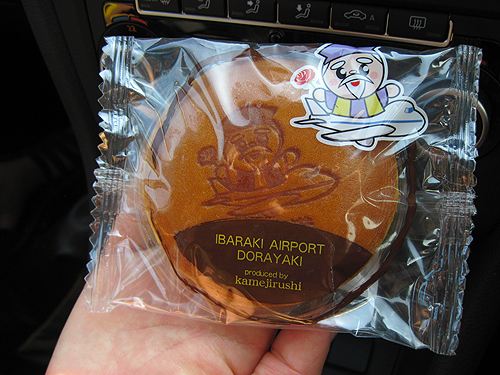 IBARAKI AIRPORT
DORAYAKI
produced by
kamejirushi